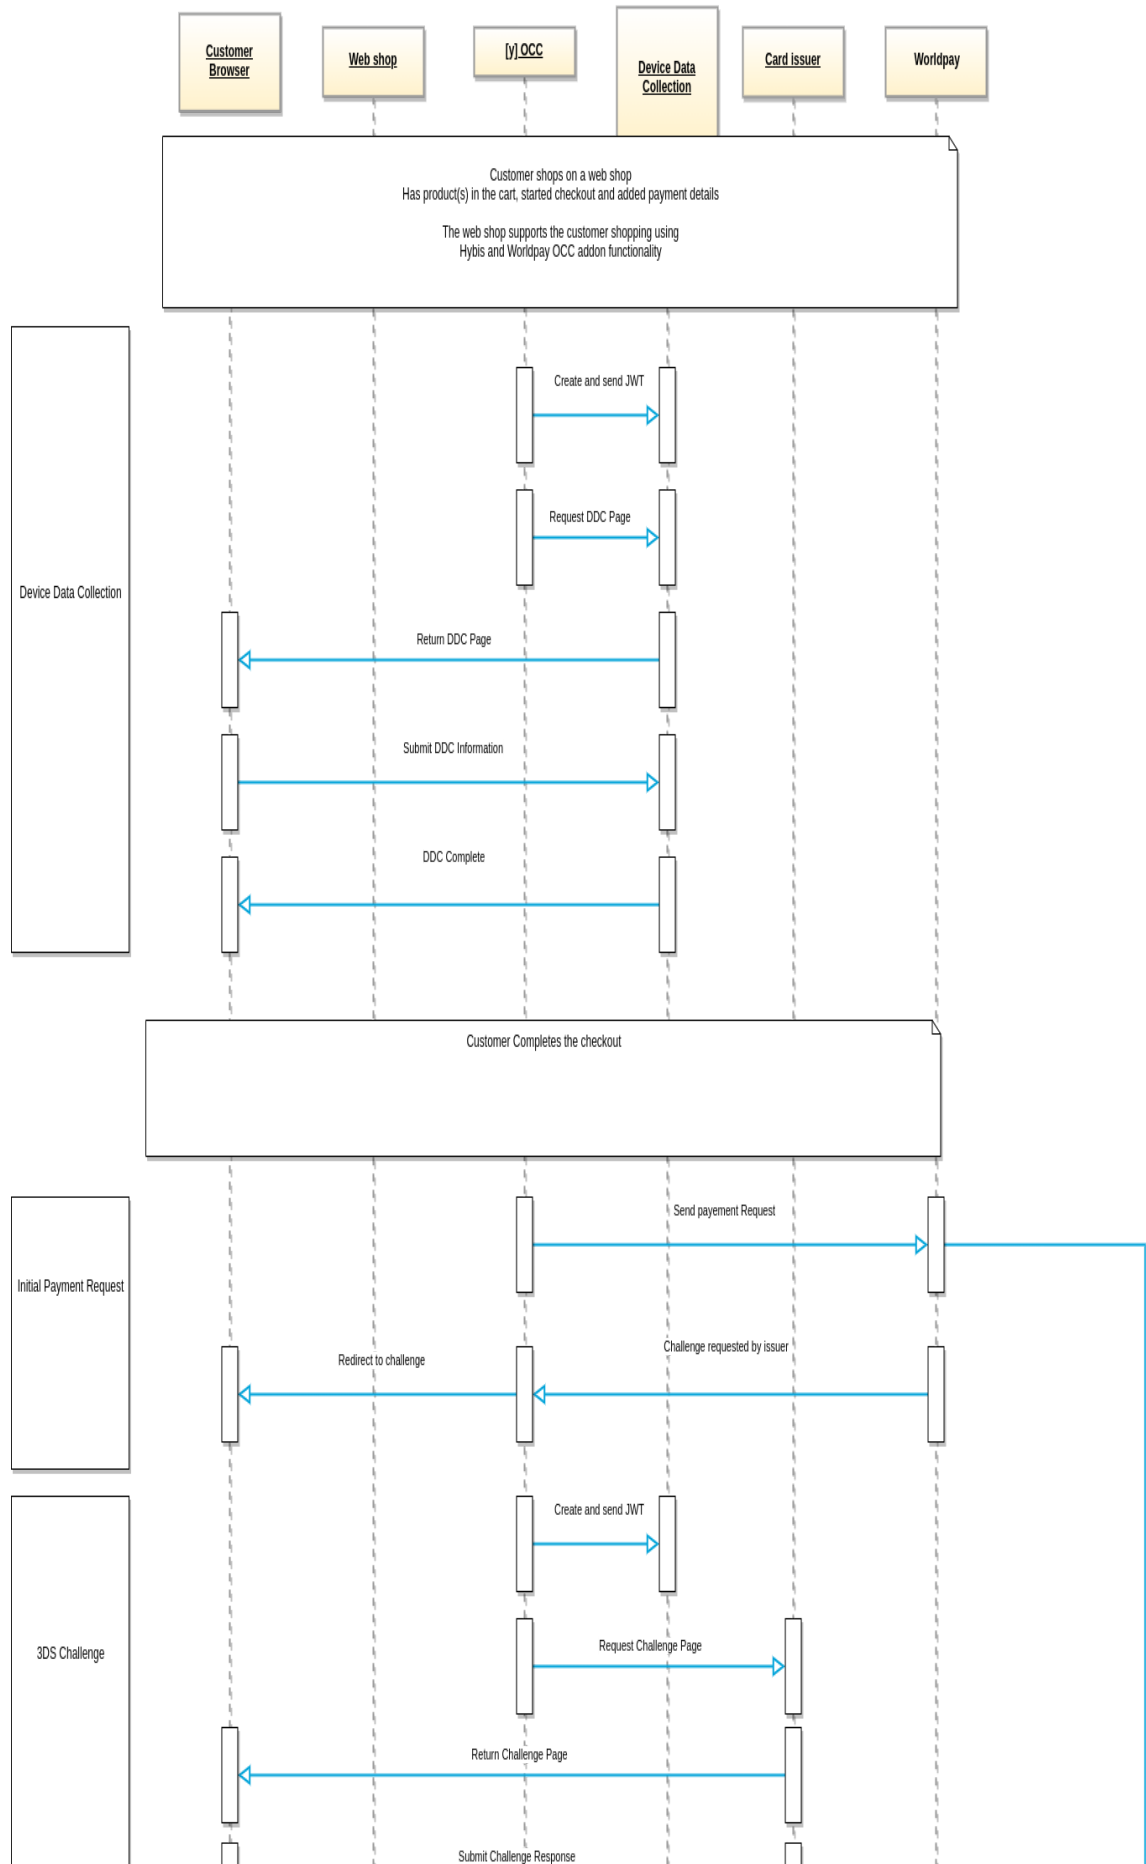 Customer
Browser
Web shop
[y] OCC
Device Data
Collection
Card issuer
Worldpay
Customer shops on a web shop
Has product(s) in the cart, started checkout and added payment details
The web shop supports the customer shopping using
Hybis and Worldpay OCC addon functionality
Device Data Collection
Create and send JWT
Request DDC Page
Return DDC Page
Submit DDC Information
DDC Complete
Customer Completes the checkout
Initial Payment Request
Send payement Request
Challenge requested by issuer
Redirect to challenge
3DS Challenge
Create and send JWT
Request Challenge Page
Return Challenge Page
Submit Challenge Response